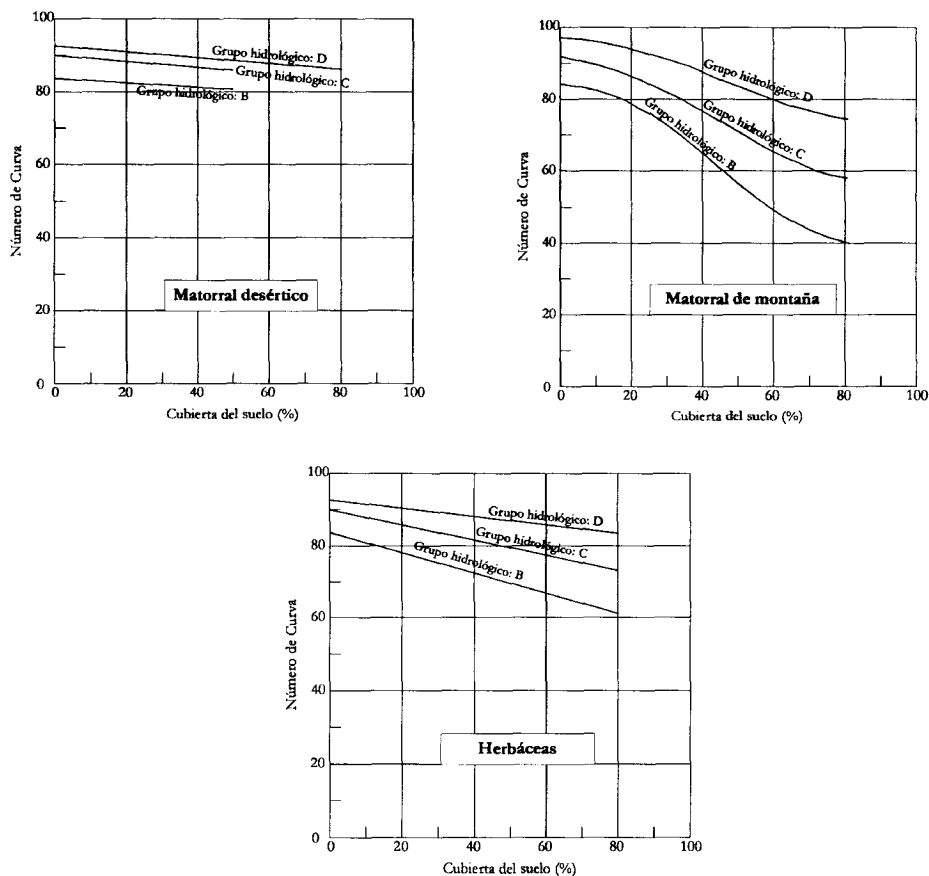 100
80
60
40
20
0
Número de Curva
Grupo hidrológico: D
Grupo hidrológico: C
Grupo hidrológico: B
Matorral desértico
0 20 40 60 80 100
Cubierta del suelo (%)
100
80
60
40
20
0
Número de Curva
Grupo hidrológico: D
Grupo hidrológico: C
Grupo hidrológico: B
Matorral de montaña
0 20 40 60 80 100
Cubierta del suelo (%)
100
80
60
40
20
0
Número de Curva
Grupo hidrológico: D
Grupo hidrológico: C
Grupo hidrológico: B
Herbáceas
0 20 40 60 80 100
Cubierta del suelo (%)